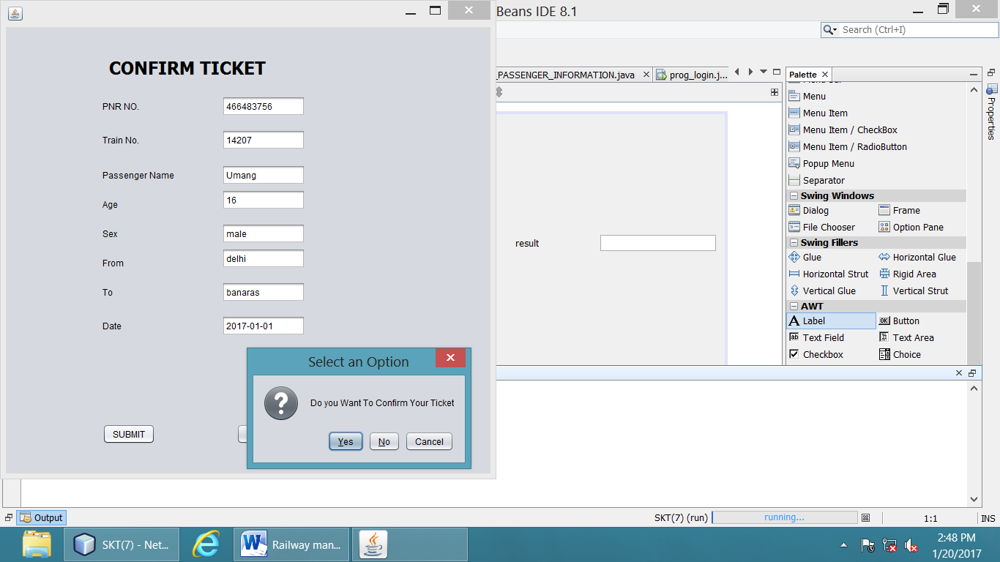 Beans IDE 8.1
Search (Ctrl+I)
CONFIRM TICKET
PNR NO. 466483756
Train No. 14207
Passenger Name Umang
Age 16
Sex male
From delhi
To banaras
Date 2017-01-01
SUBMIT
Select an Option
Do you Want To Confirm Your Ticket
Yes No Cancel
_PASSENGER_INFORMATION.java prog_login.j...
result
Palette
Menu
Menu Item
Menu Item / CheckBox
Menu Item / RadioButton
Popup Menu
Separator
Swing Windows
Dialog Frame
File Chooser Option Pane
Swing Fillers
Glue Horizontal Glue
Horizontal Strut Rigid Area
Vertical Glue Vertical Strut
AWT
Label Button
Text Field Text Area
Checkbox Choice
Properties
Output
SKT(7) (run) running... 1:1 INS
SKT(7) - Net...
Railway man...
2:48 PM
1/20/2017